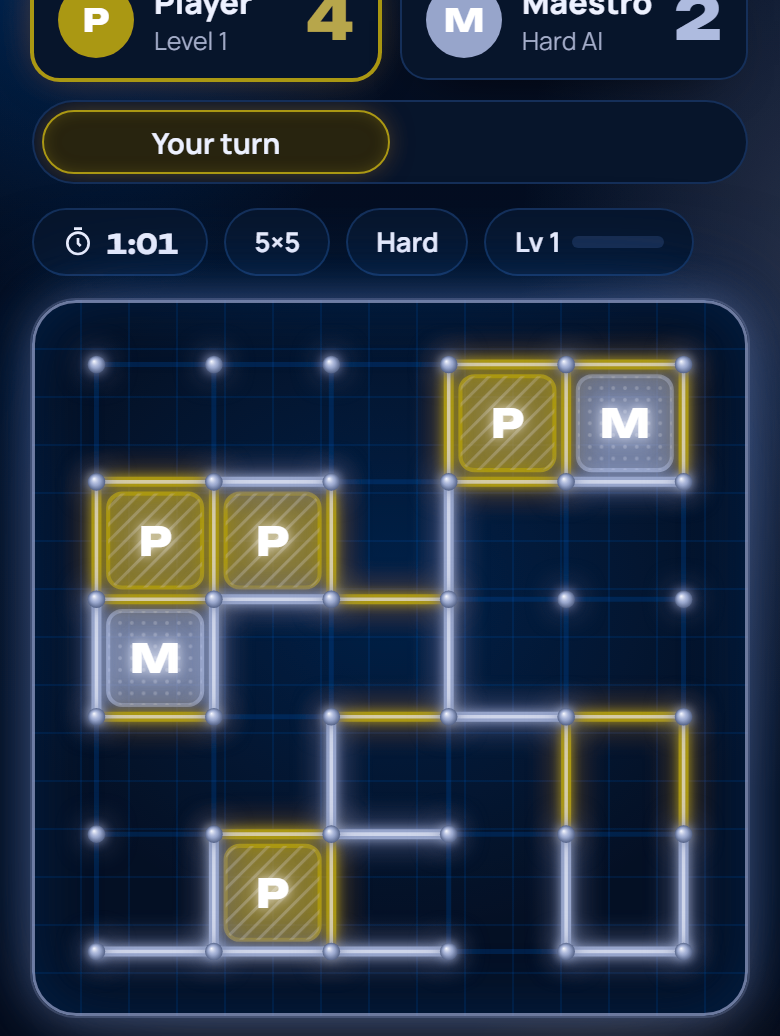 P
Player
Level 1
4
M
Maestro
Hard AI
2
Your turn
1:01
5×5
Hard
Lv 1
P M
P P
M
P